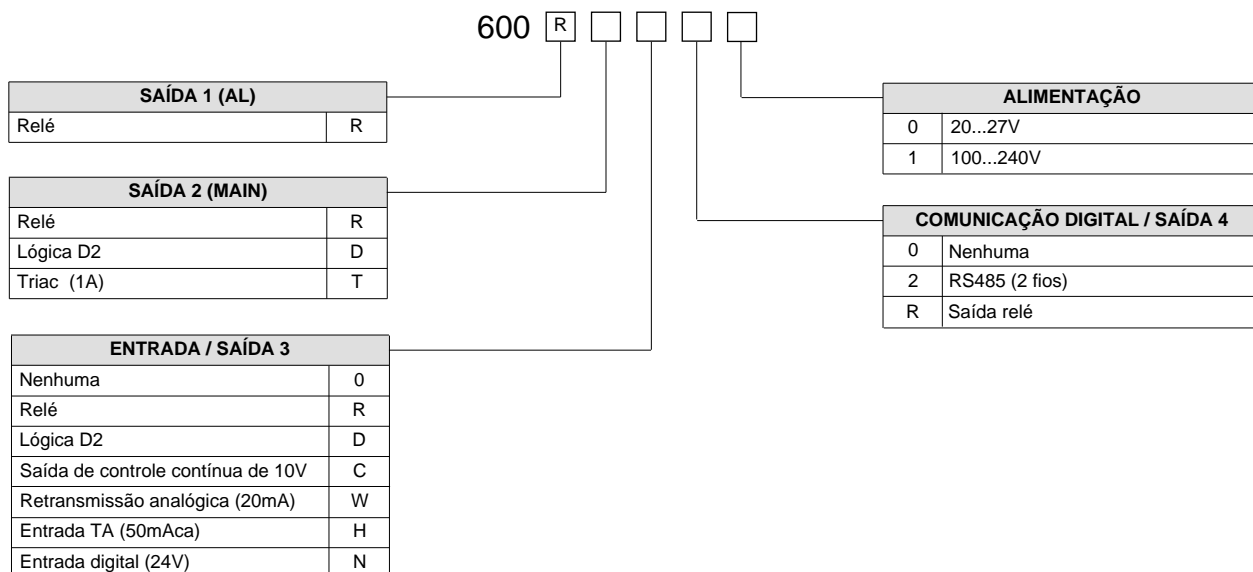 600 R
SAÍDA 1 (AL)
Relé R
SAÍDA 2 (MAIN)
Relé R
Lógica D2 D
Triac (1A) T
ENTRADA / SAÍDA 3
Nenhuma 0
Relé R
Lógica D2 D
Saída de controle contínua de 10V C
Retransmissão analógica (20mA) W
Entrada TA (50mAca) H
Entrada digital (24V) N
ALIMENTAÇÃO
0 20...27V
1 100...240V
COMUNICAÇÃO DIGITAL / SAÍDA 4
0 Nenhuma
2 RS485 (2 fios)
R Saída relé